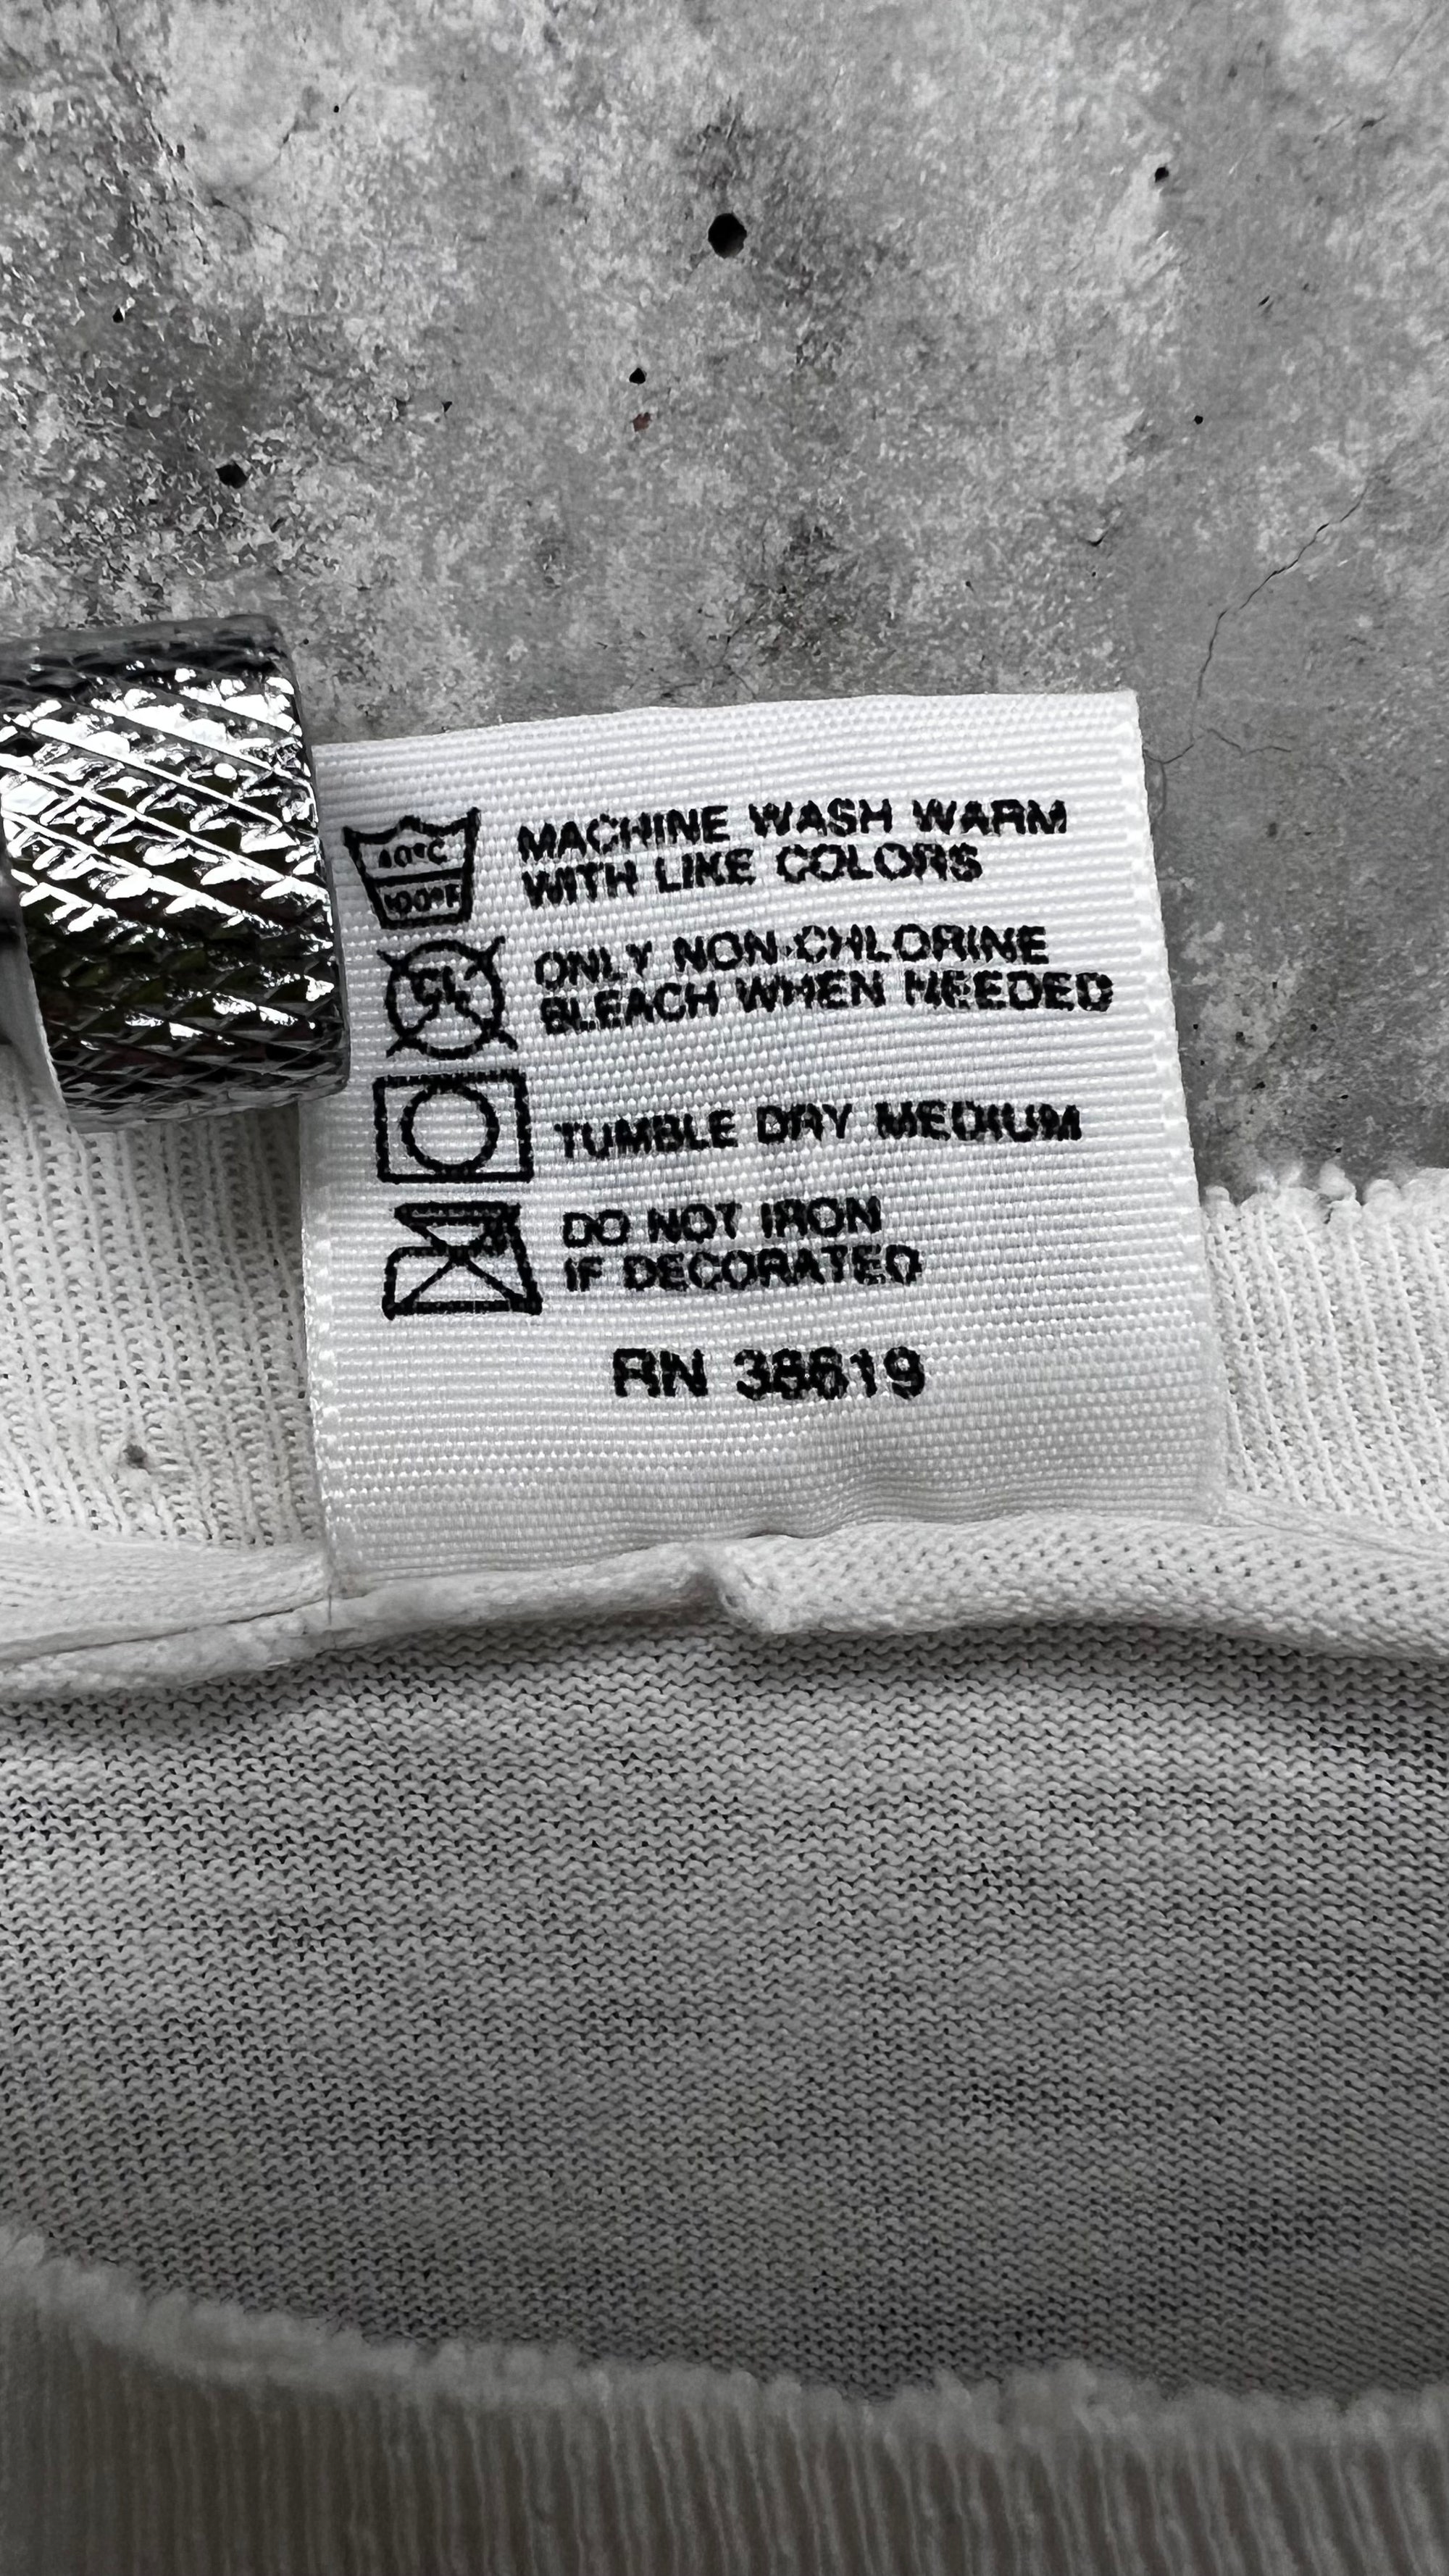 40°C
100°F
MACHINE WASH WARM
WITH LIKE COLORS
CL
ONLY NON-CHLORINE
BLEACH WHEN NEEDED
TUMBLE DRY MEDIUM
DO NOT IRON
IF DECORATED
RN